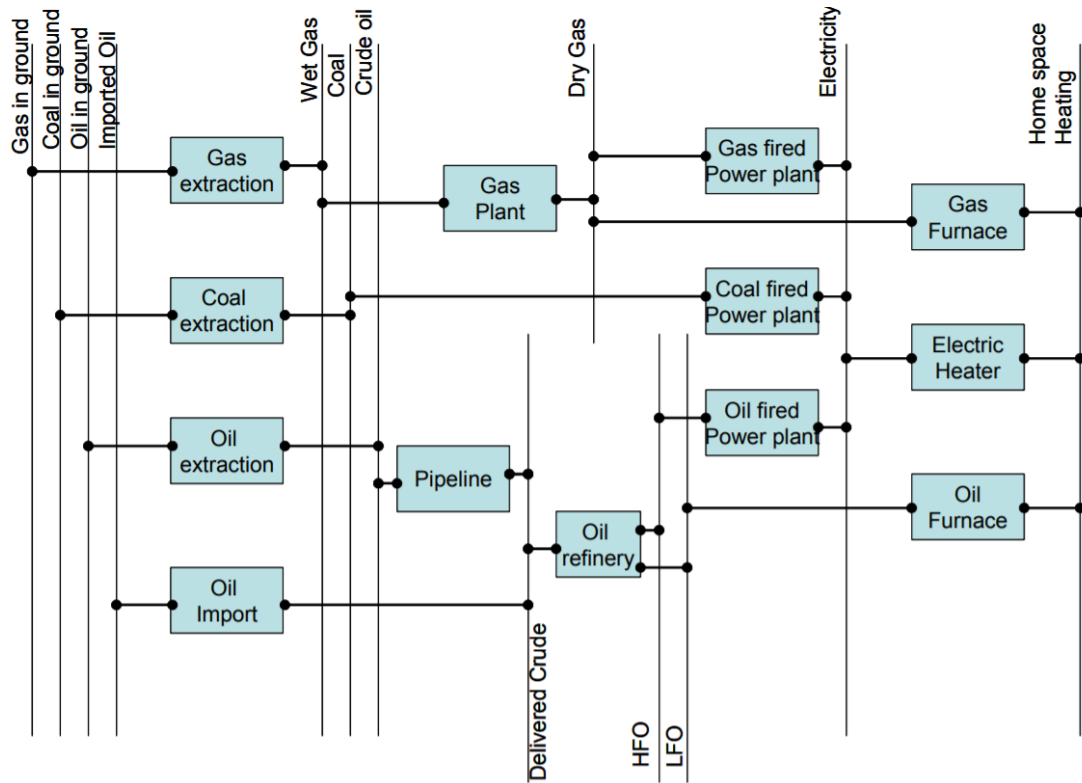 Gas in ground
Coal in ground
Oil in ground
Imported Oil
Wet Gas
Coal
Crude oil
Dry Gas
Electricity
Home space
Heating
Gas
extraction
Gas
Plant
Gas fired
Power plant
Gas
Furnace
Coal
extraction
Coal fired
Power plant
Electric
Heater
Oil
extraction
Pipeline
Oil fired
Power plant
Oil
Furnace
Oil
refinery
Oil
Import
Delivered Crude
HFO
LFO